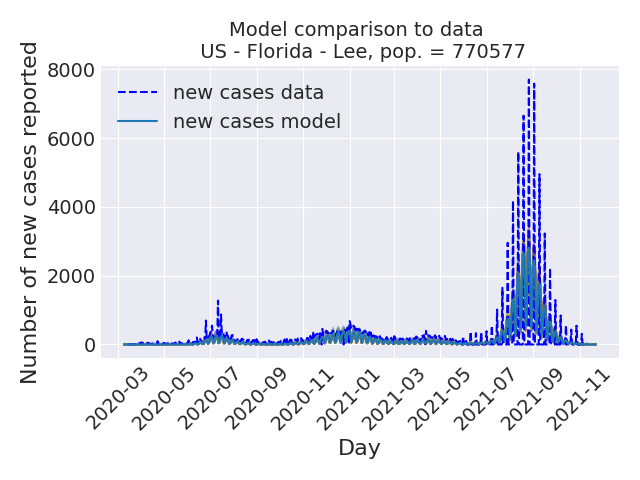 Model comparison to data
US - Florida - Lee, pop. = 770577
Number of new cases reported
8000
6000
4000
2000
0
new cases data
new cases model
2020-03
2020-05
2020-07
2020-09
2020-11
2021-01
2021-03
2021-05
2021-07
2021-09
2021-11
Day